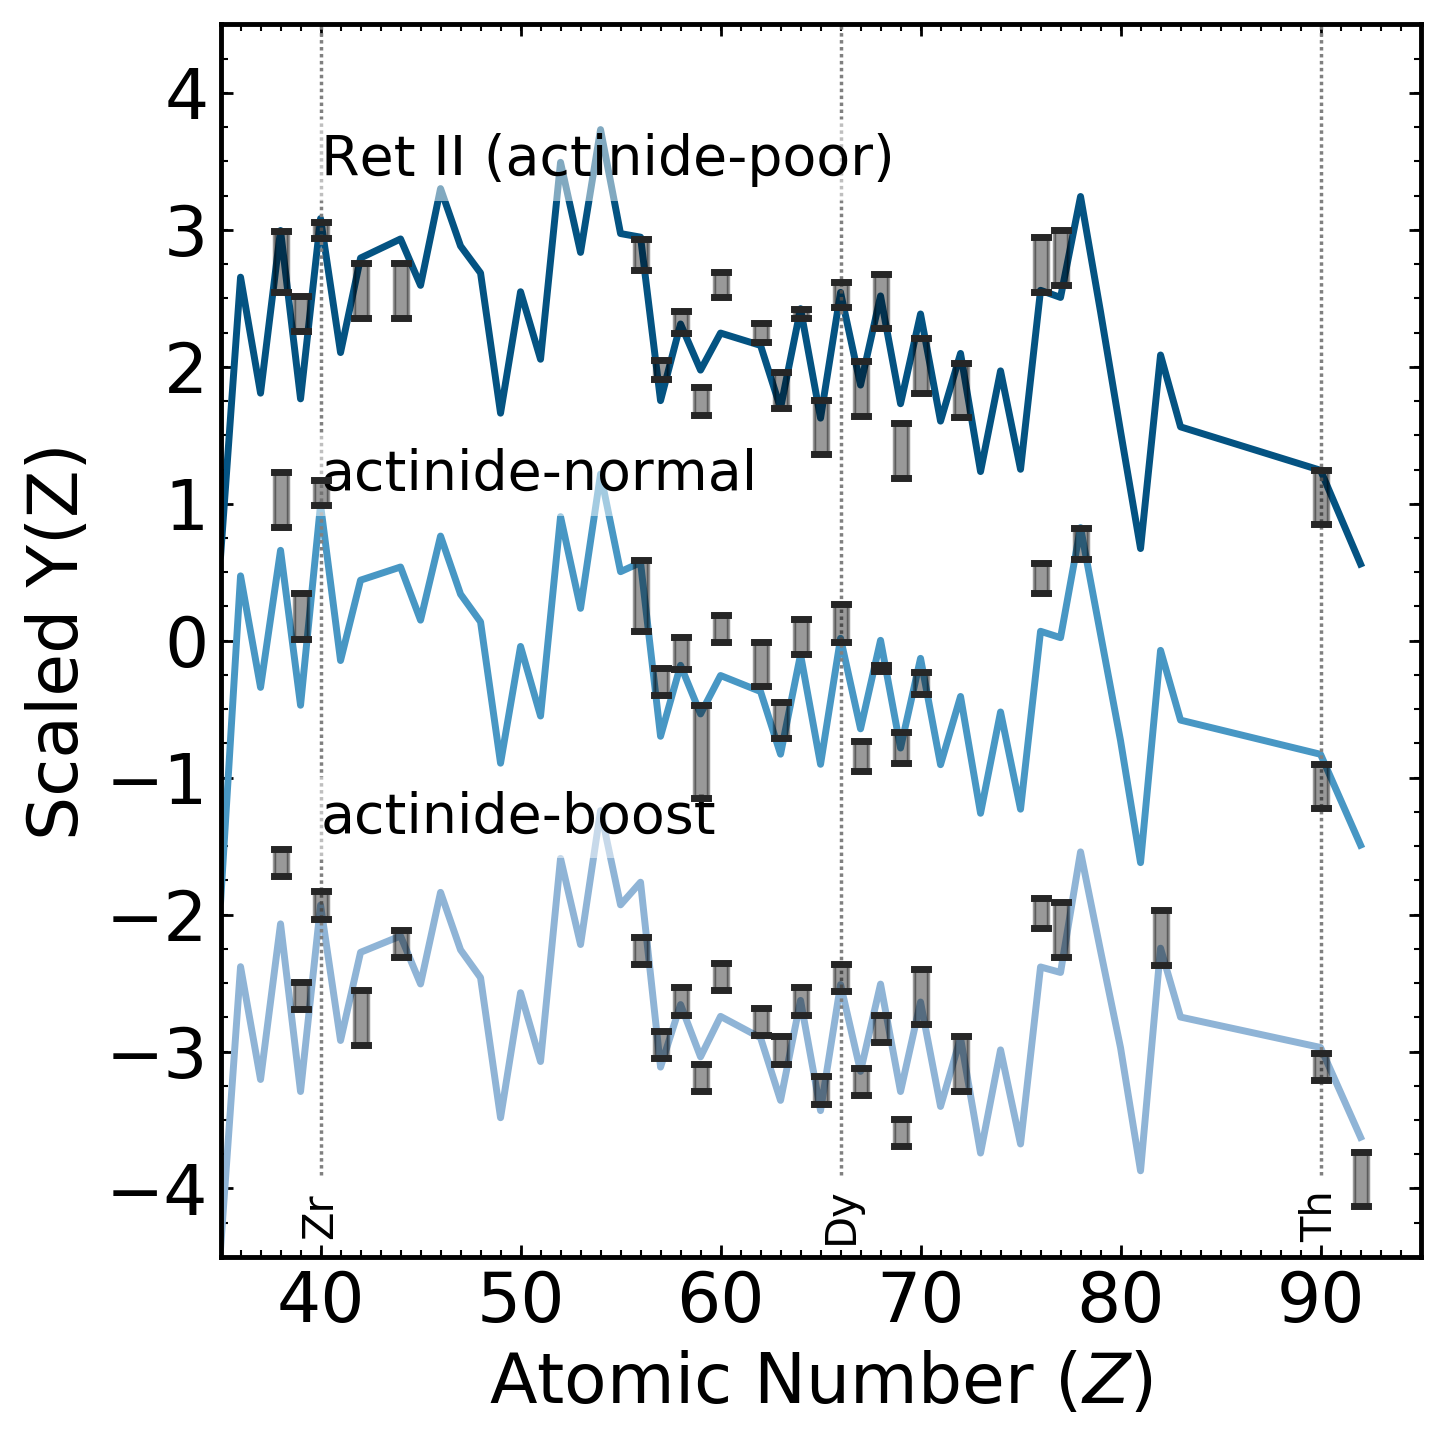 4
Ret II (actinide-poor)
3
2
actinide-normal
1
0
−1
actinide-boost
−2
−3
−4
Zr
Dy
Th
40
50
60
70
80
90
Scaled Y(Z)
Atomic Number (Z)